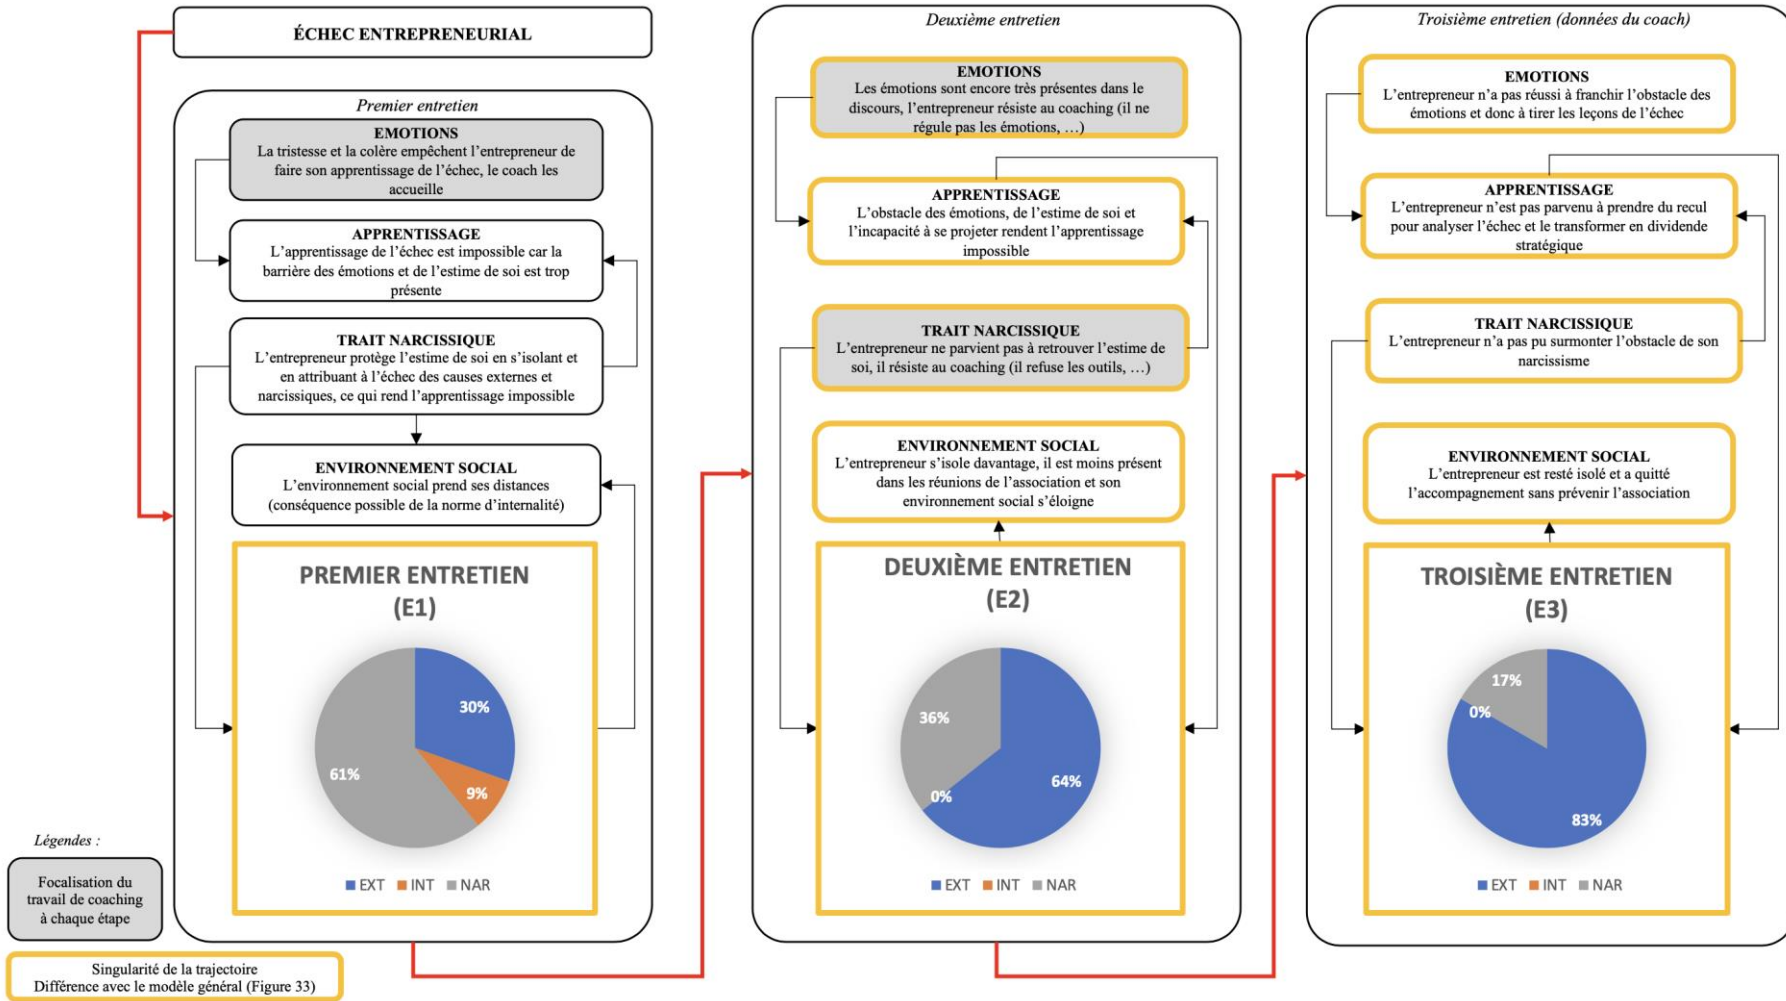 ÉCHEC ENTREPRENEURIAL
Premier entretien
EMOTIONS
La tristesse et la colère empêchent l'entrepreneur de
faire son apprentissage de l'échec, le coach les
accueille
APPRENTISSAGE
L'apprentissage de l'échec est impossible car la
barrière des émotions et de l'estime de soi est trop
présente
TRAIT NARCISSIQUE
L'entrepreneur protège l'estime de soi en s'isolant et
en attribuant à l'échec des causes externes et
narcissiques, ce qui rend l'apprentissage impossible
ENVIRONNEMENT SOCIAL
L'environnement social prend ses distances
(conséquence possible de la norme d'internalité)
PREMIER ENTRETIEN
(E1)
30%
61%
9%
EXT INT NAR
Deuxième entretien
EMOTIONS
Les émotions sont encore très présentes dans le
discours, l'entrepreneur résiste au coaching (il ne
régule pas les émotions, …)
APPRENTISSAGE
L'obstacle des émotions, de l'estime de soi et
l'incapacité à se projeter rendent l'apprentissage
impossible
TRAIT NARCISSIQUE
L'entrepreneur ne parvient pas à retrouver l'estime de
soi, il résiste au coaching (il refuse les outils, …)
ENVIRONNEMENT SOCIAL
L'entrepreneur s'isole davantage, il est moins présent
dans les réunions de l'association et son
environnement social s'éloigne
DEUXIÈME ENTRETIEN
(E2)
36%
64%
0%
EXT INT NAR
Troisième entretien (données du coach)
EMOTIONS
L'entrepreneur n'a pas réussi à franchir l'obstacle des
émotions et donc à tirer les leçons de l'échec
APPRENTISSAGE
L'entrepreneur n'est pas parvenu à prendre du recul
pour analyser l'échec et le transformer en dividende
stratégique
TRAIT NARCISSIQUE
L'entrepreneur n'a pas pu surmonter l'obstacle de son
narcissisme
ENVIRONNEMENT SOCIAL
L'entrepreneur est resté isolé et a quitté
l'accompagnement sans prévenir l'association
TROISIÈME ENTRETIEN
(E3)
17%
0%
83%
EXT INT NAR
Légendes :
Focalisation du
travail de coaching
à chaque étape
Singularité de la trajectoire
Différence avec le modèle général (Figure 33)